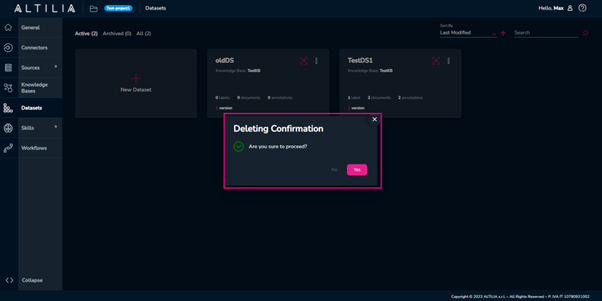 ALTILIA
Test-project1
Datasets
Hello, Max
General
Connectors
Sources
Knowledge Bases
Datasets
Skills
Workflows
Collapse
Active (2) Archived (0) All (2)
Sort By
Last Modified
Search
New Dataset
oldDS
Knowledge Base: TestKB
0 labels 0 documents 0 annotations
1 version
TestDS1
Knowledge Base: TestKB
1 label 2 documents 2 annotations
1 version
Deleting Confirmation
Are you sure to proceed?
No
Yes
Copyright © 2022 ALTILIA s.r.l. - All Rights Reserved - P. IVA IT 10780921002